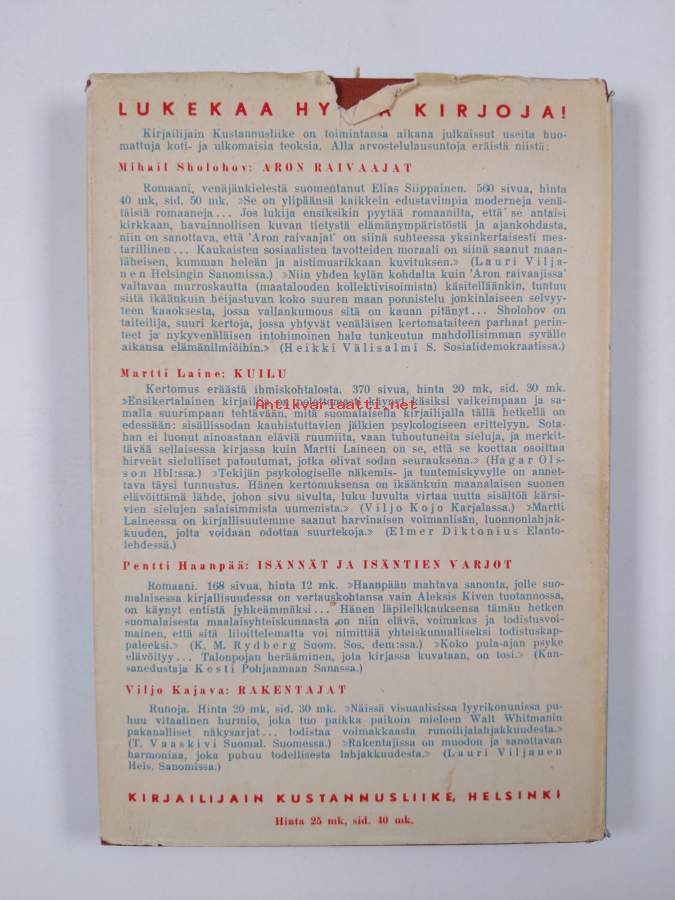 LUKEKAA HY KIRJOJA!
Kirjailijain Kustannusliike on toimintansa aikana julkaissut useita huo-
mattuja koti- ja ulkomaisia teoksia. Alla arvostelulausuntoja eräistä niistä:
Mihail Sholohov: ARON RAIVAAJAT
Romaani, venäjänkielestä suomentanut Elias Siippainen. 560 sivua, hinta
40 mk, sid. 50 mk. »Se on ylipäänsä kaikkein edustavimpia moderneja venä-
läisiä romaaneja... Jos lukija ensiksikin pyytää romaanilta, että se antaisi
kirkkaan, havainnollisen kuvan tietystä elämänympäristöstä ja ajankohdasta,
niin on sanottava, että 'Aron raivaajat' on siinä suhteessa yksinkertaisesti mes-
tarillinen... Kaukaisten sosiaalisten tavotteiden moraali on siinä saanut maan-
läheisen, kumman heleän ja aistimusrikkaan kuvituksen.» (Lauri Vilja-
nen Helsingin Sanomissa.) »Niin yhden kylän kohdalta kuin 'Aron raivaajissa'
valtavaa murroskautta (maatalouden kollektivisoimista) käsitelläänkin, tuntuu
siitä ikäänkuin heijastuvan koko suuren maan ponnistelu jonkinlaiseen selvyy-
teen kaaoksesta, jossa vallankumous sitä on kauan pitänyt... Sholohov on
taiteilija, suuri kertoja, jossa yhtyvät venäläisen kertomataiteen parhaat perin-
teet ja nykyvenäläisen intohimoinen halu tunkeutua mahdollisimman syvälle
aikansa elämänilmiöihin.» (Heikki Välisalmi S. Sosialidemokraatissa.)
Martti Laine: KUILU
Kertomus eräästä ihmiskohtalosta. 370 sivua, hinta 20 mk, sid. 30 mk.
»Ensikertalainen kirjailija on pelottomasti käynyt käsiksi vaikeimpaan ja sa-
Antikvariaatti.net
malla suurimpaan tehtävään, mitä suomalaisella kirjailijalla tällä hetkellä on
edessään: sisällissodan kauhistuttavien jälkien psykologiseen erittelyyn. Sota-
han ei luonut ainoastaan eläviä ruumiita, vaan tuhoutuneita sieluja, ja merkit-
tävää sellaisessa kirjassa kuin Martti Laineen on se, että se koettaa osoittaa
hirveät sielulliset patoutumat, jotka olivat sodan seurauksena.» (Hagar Ols-
son Hbl:ssa.) »Tekijän psykologiselle näkemis- ja tuntemiskyvylle on annet-
tava täysi tunnustus. Hänen kertomuksensa on ikäänkuin maanalaisen suonen
elävöittämä lähde, johon sivu sivulta, luku luvulta virtaa uutta sisältöä kärsi-
vien sielujen salaisimmista uumenista.» (Viljo Kojo Karjalassa.) »Martti
Laineessa on kirjallisuutemme saanut harvinaisen voimanlisän, luonnonlahjak-
kuuden, jolta voidaan odottaa suurtekoja.» (Elmer Diktonius Elanto-
lehdessä.)
Pentti Haanpää: ISÄNNÄT JA ISÄNTIEN VARJOT
Romaani. 168 sivua, hinta 12 mk. »Haanpään mahtava sanonta, jolle suo-
malaisessa kirjallisuudessa on vertauskohtansa vain Aleksis Kiven tuotannossa,
on käynyt entistä jyhkeämmäksi... Hänen läpileikkauksensa tämän hetken
suomalaisesta maalaisyhteiskunnasta on niin elävä, voimakas ja todistusvoi-
mainen, että sitä liioittelematta voi nimittää yhteiskunnalliseksi todistuskap-
paleeksi.» (K. M. Rydberg Suom. Sos. dem:ssa.) »Koko pula-ajan psyke
elävöityy... Talonpojan herääminen, jota kirjassa kuvataan, on tosi.» (Kan-
sanedustaja Kesti Pohjanmaan Sanassa.)
Viljo Kajava: RAKENTAJAT
Runoja. Hinta 20 mk, sid. 30 mk. »Näissä visuaalisissa lyyrikonunissa pu-
huu vitaalinen hurmio, joka tuo paikka paikoin mieleen Walt Whitmanin
pakanalliset näkysarjat... todistaa voimakkaasta runoilijalahjakkuudesta.»
(T. Vaaskivi Suomal. Suomessa.) »Rakentajissa on muodon ja sanottavan
harmoniaa, joka puhuu todellisesta lahjakkuudesta.» (Lauri Viljanen
Hels. Sanomissa.)
KIRJAILIJAIN KUSTANNUSLIIKE, HELSINKI
Hinta 25 mk, sid. 40 mk.